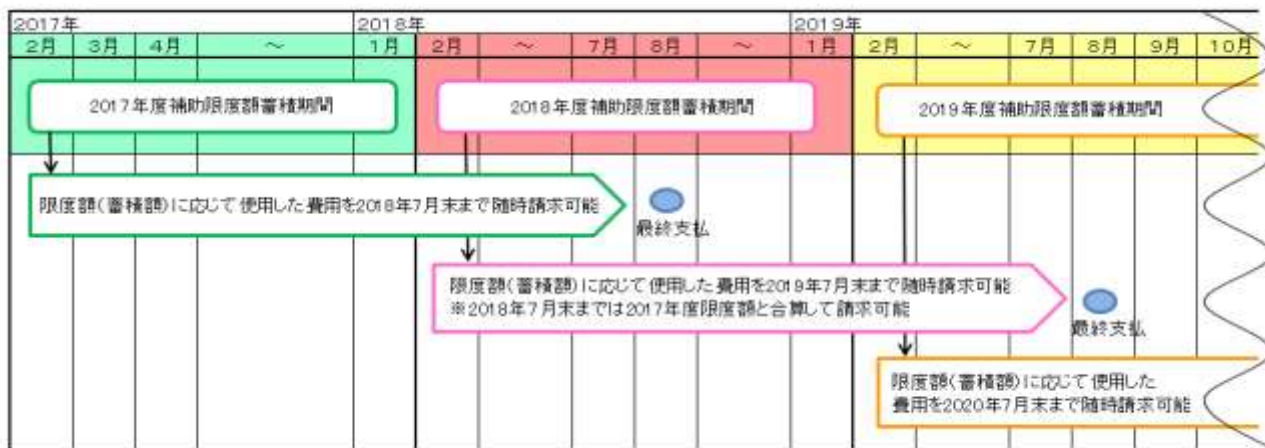 2017年 2018年 2019年
2月 3月 4月 ～ 1月 2月 ～ 7月 8月 ～ 1月 2月 ～ 7月 8月 9月 10月
2017年度補助限度額蓄積期間 2018年度補助限度額蓄積期間 2019年度補助限度額蓄積期間
限度額(蓄積額)に応じて使用した費用を2018年7月末まで随時請求可能
最終支払
限度額(蓄積額)に応じて使用した費用を2019年7月末まで随時請求可能
※2018年7月末までは2017年度限度額と合算して請求可能
最終支払
限度額(蓄積額)に応じて使用した
費用を2020年7月末まで随時請求可能